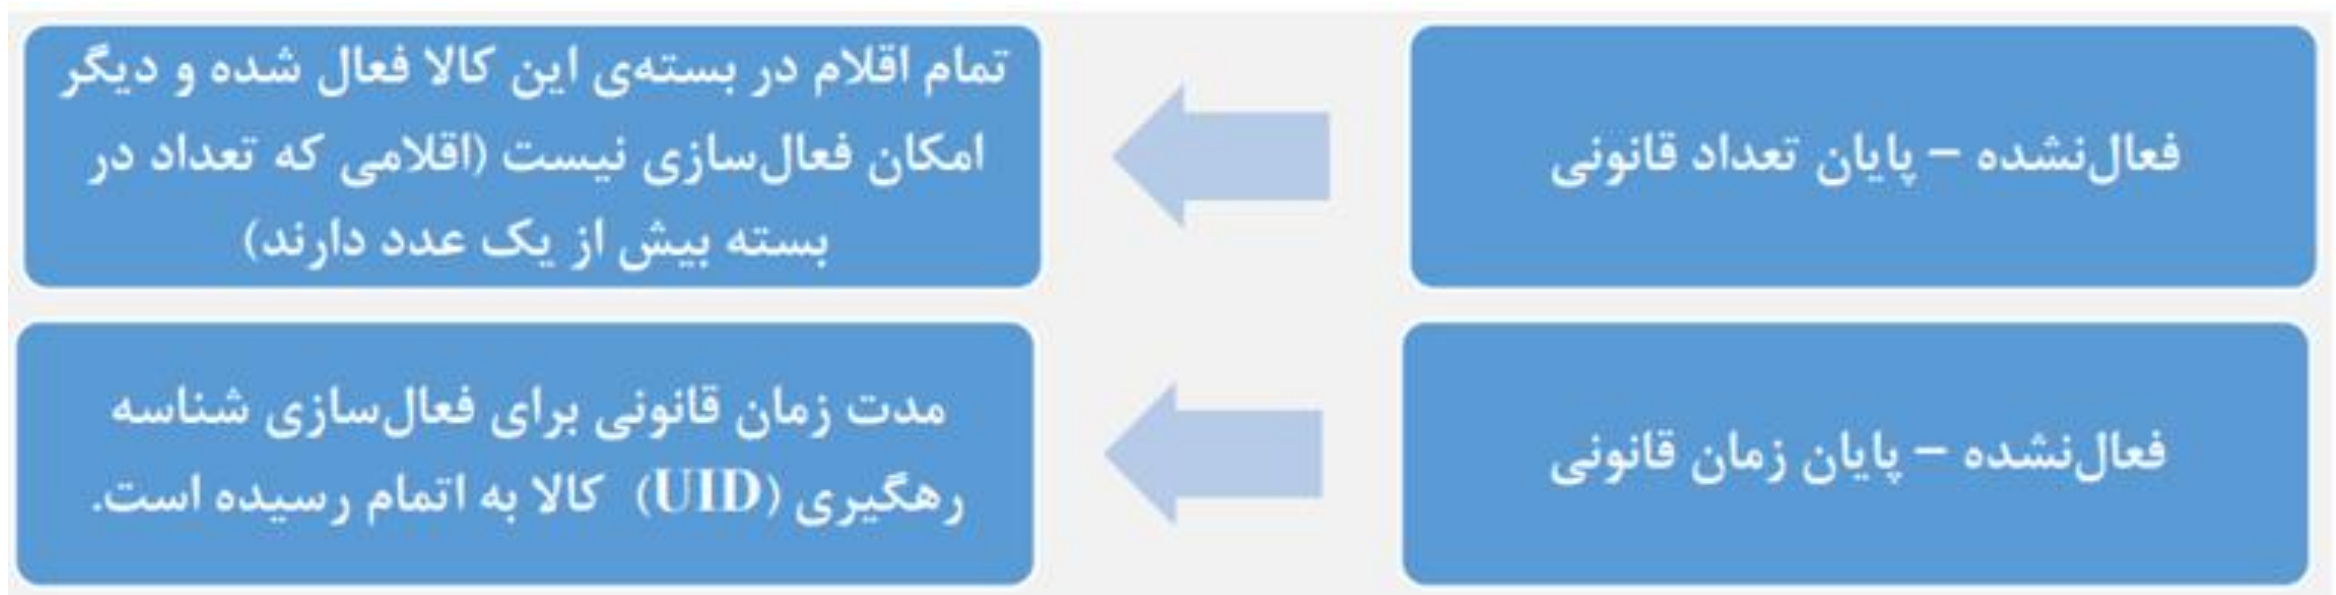 فعال‌نشده – پایان تعداد قانونی
تمام اقلام در بسته‌ی این کالا فعال شده و دیگر
امکان فعال‌سازی نیست (اقلامی که تعداد در
بسته بیش از یک عدد دارند)
فعال‌نشده – پایان زمان قانونی
مدت زمان قانونی برای فعال‌سازی شناسه
رهگیری (UID) کالا به اتمام رسیده است.